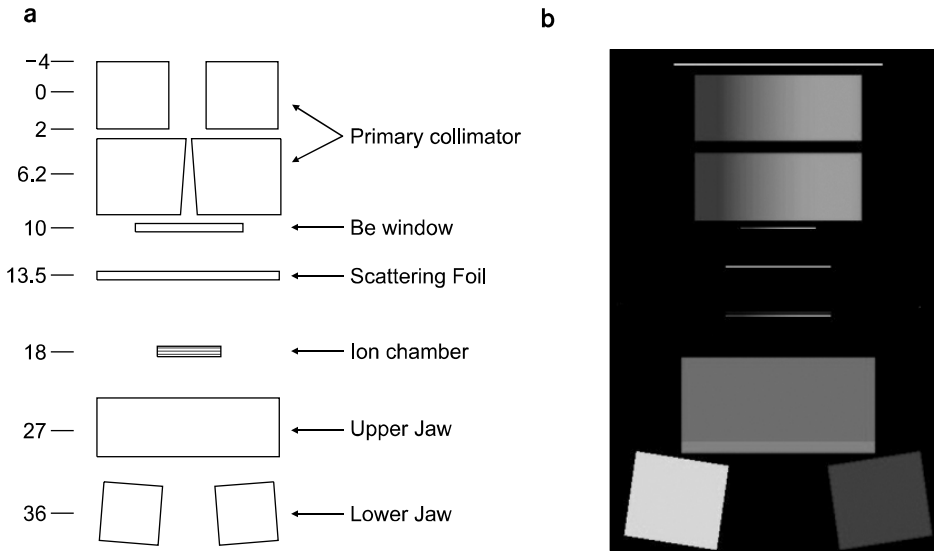 a
b
−4
0
2
Primary collimator
6.2
10
Be window
13.5
Scattering Foil
18
Ion chamber
27
Upper Jaw
36
Lower Jaw